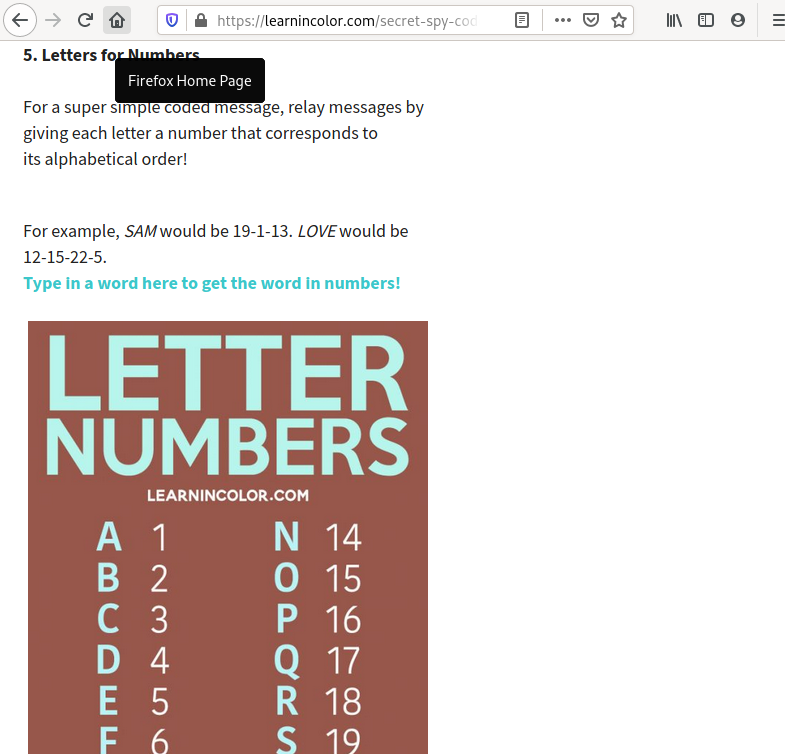 https://learnincolor.com/secret-spy-cod
5. Letters for Numbers
Firefox Home Page
For a super simple coded message, relay messages by
giving each letter a number that corresponds to
its alphabetical order!
For example, SAM would be 19-1-13. LOVE would be
12-15-22-5.
Type in a word here to get the word in numbers!
LETTER
NUMBERS
LEARNINCOLOR.COM
A 1 N 14
B 2 O 15
C 3 P 16
D 4 Q 17
E 5 R 18
F 6 S 19